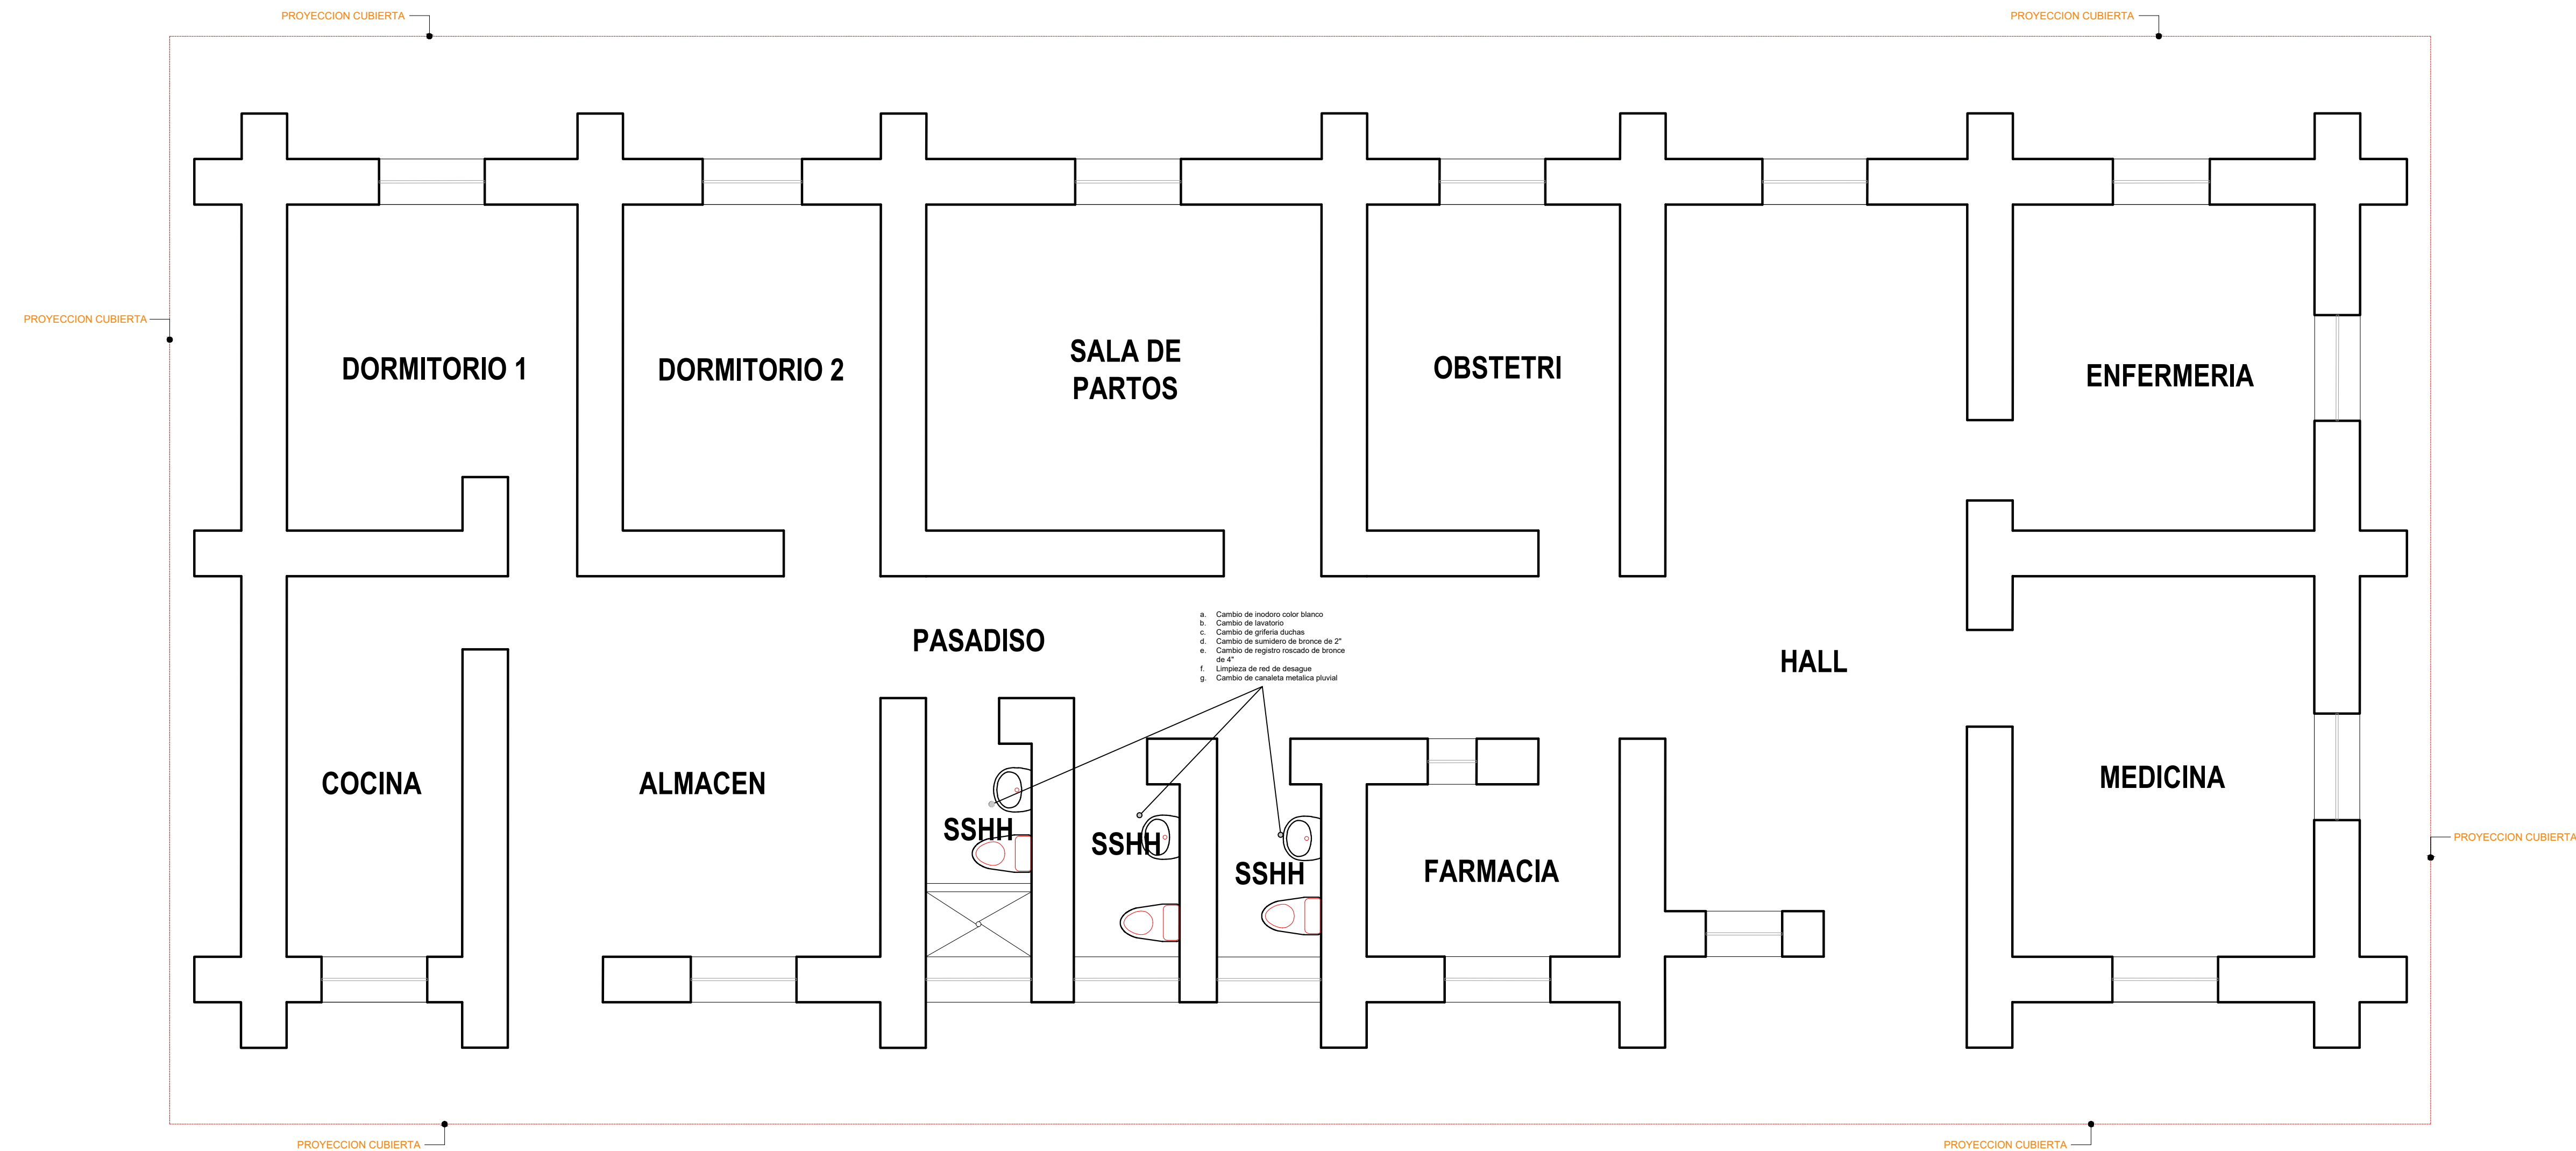 PROYECCION CUBIERTA
PROYECCION CUBIERTA
PROYECCION CUBIERTA
DORMITORIO 1
DORMITORIO 2
SALA DE
PARTOS
OBSTETRI
ENFERMERIA
PASADISO
a. Cambio de inodoro color blanco
b. Cambio de lavatorio
c. Cambio de griferia duchas
d. Cambio de sumidero de bronce de 2"
e. Cambio de registro roscado de bronce
de 4"
f. Limpieza de red de desague
g. Cambio de canaleta metalica pluvial
HALL
COCINA
ALMACEN
SSHH
SSHH
SSHH
FARMACIA
MEDICINA
PROYECCION CUBIERTA
PROYECCION CUBIERTA
PROYECCION CUBIERTA